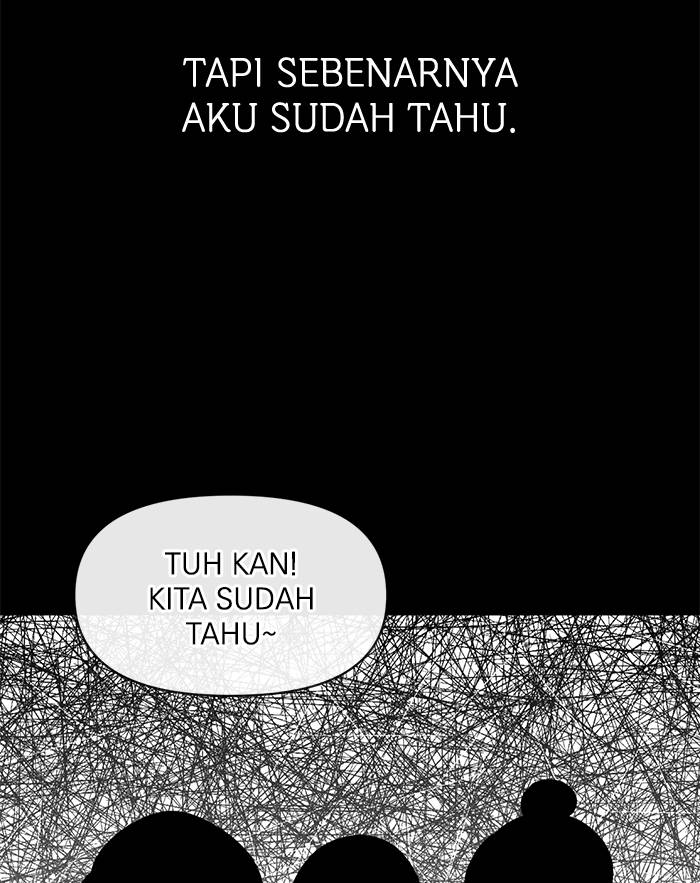 TAPI SEBENARNYA
AKU SUDAH TAHU.
TUH KAN!
KITA SUDAH
TAHU~